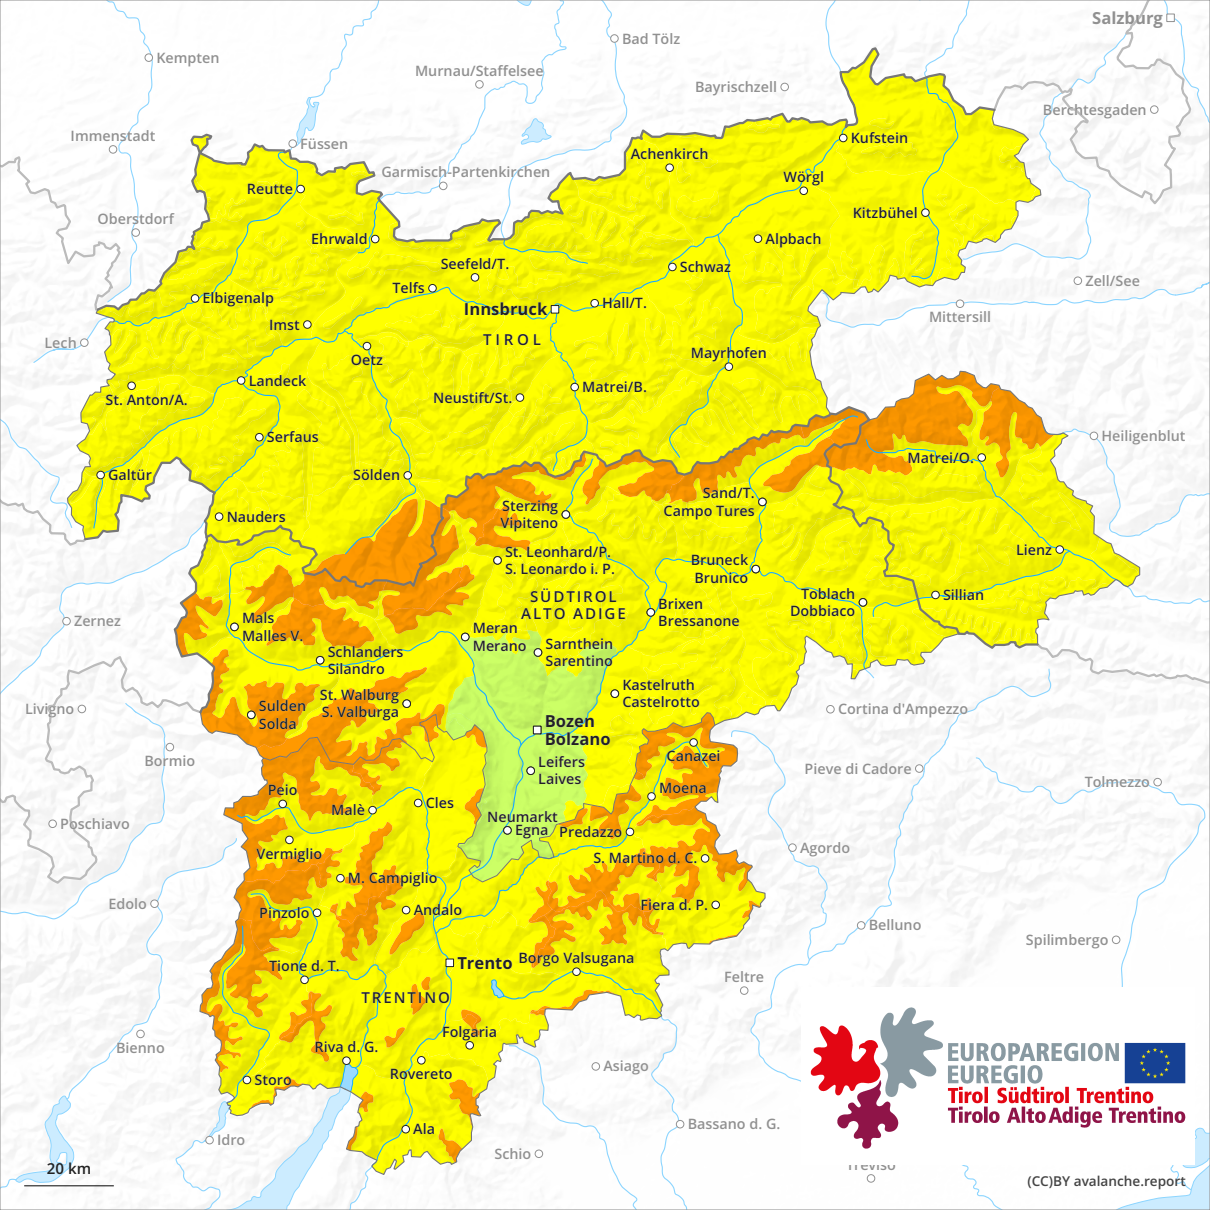 Salzburg
Bad Tölz
Kempten
Murnau/Staffelsee
Bayrischzell
Berchtesgaden
Immenstadt
Füssen
Kufstein
Achenkirch
Garmisch-Partenkirchen
Wörgl
Reutte
Oberstdorf
Kitzbühel
Ehrwald
Alpbach
Seefeld/T.
Schwaz
Zell/See
Telfs
Elbigenalp
Hall/T.
Innsbruck
Mittersill
Imst
TIROL
Lech
Oetz
Mayrhofen
Landeck
Matrei/B.
St. Anton/A.
Neustift/St.
Serfaus
Heiligenblut
Matrei/O.
Galtür
Sölden
Sand/T.
Campo Tures
Sterzing
Vipiteno
Nauders
St. Leonhard/P.
S. Leonardo i. P.
Lienz
Bruneck
Brunico
SÜDTIROL
ALTO ADIGE
Toblach
Dobbiaco
Sillian
Brixen
Bressanone
Zernez
Mals
Malles V.
Meran
Merano
Sarnthein
Sarentino
Schlanders
Silandro
Kastelruth
Castelrotto
St. Walburg
S. Valburga
Sulden
Solda
Livigno
Cortina d'Ampezzo
Bozen
Bolzano
Bormio
Canazei
Leifers
Laives
Pieve di Cadore
Tolmezzo
Peio
Moena
Malè
Cles
Poschiavo
Neumarkt
Egna
Predazzo
Vermiglio
S. Martino d. C.
Agordo
M. Campiglio
Edolo
Pinzolo
Andalo
Fiera d. P.
Belluno
Spilimbergo
Tione d. T.
Trento
Borgo Valsugana
Feltre
TRENTINO
Folgaria
Bienno
Riva d. G.
Rovereto
Asiago
Storo
EUROPAREGION
EUREGIO
Tirol Südtirol Trentino
Tirolo Alto Adige Trentino
Ala
Bassano d. G.
Idro
Schio
Treviso
20 km
(CC)BY avalanche.report